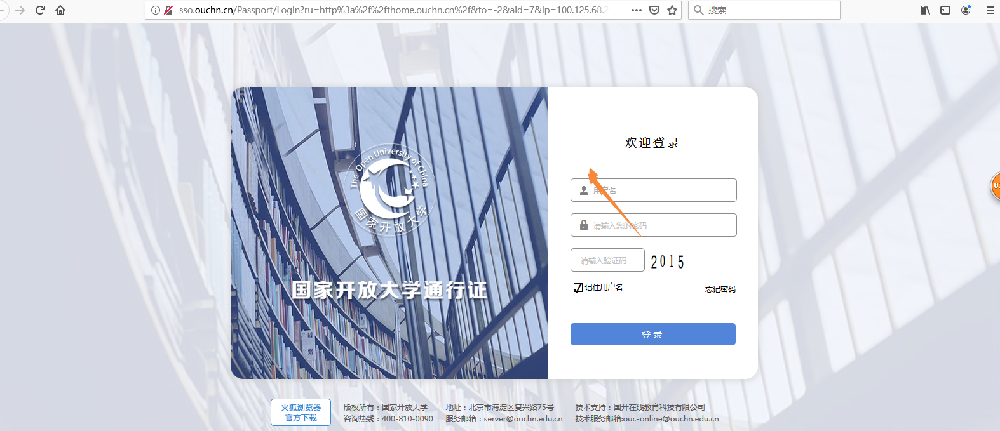 sso.ouchn.cn/Passport/Login?ru=http%3a%2f%2fthome.ouchn.cn%2f&to=-2&aid=7&ip=100.125.68.2
搜索
The Open University of China
国家开放大学
国家开放大学通行证
欢迎登录
用户名
请输入您的密码
请输入验证码
2015
记住用户名
忘记密码
登录
火狐浏览器
官方下载
版权所有：国家开放大学
地址：北京市海淀区复兴路75号
技术支持：国开在线教育科技有限公司
咨询热线：400-810-0090
服务邮箱：server@ouchn.edu.cn
技术服务邮箱:ouc-online@ouchn.edu.cn